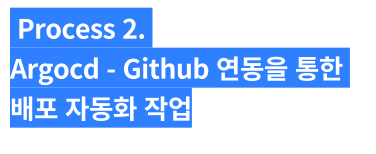 Process 2.
Argocd - Github 연동을 통한
배포 자동화 작업